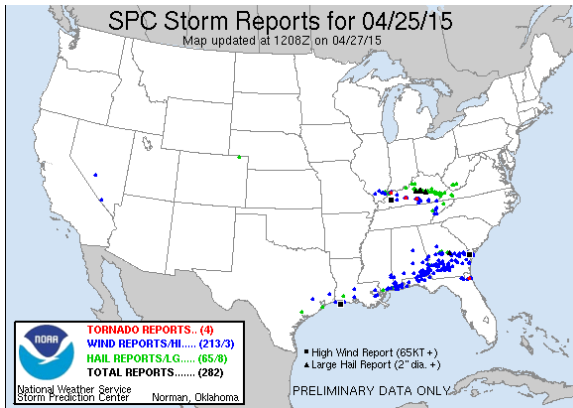 SPC Storm Reports for 04/25/15
Map updated at 1208Z on 04/27/15
TORNADO REPORTS.. (4)
WIND REPORTS/HI..... (213/3)
HAIL REPORTS/LG..... (65/8)
TOTAL REPORTS....... (282)
NOAA
National Weather Service
Storm Prediction Center Norman, Oklahoma
High Wind Report (65KT +)
Large Hail Report (2" dia. +)
PRELIMINARY DATA ONLY